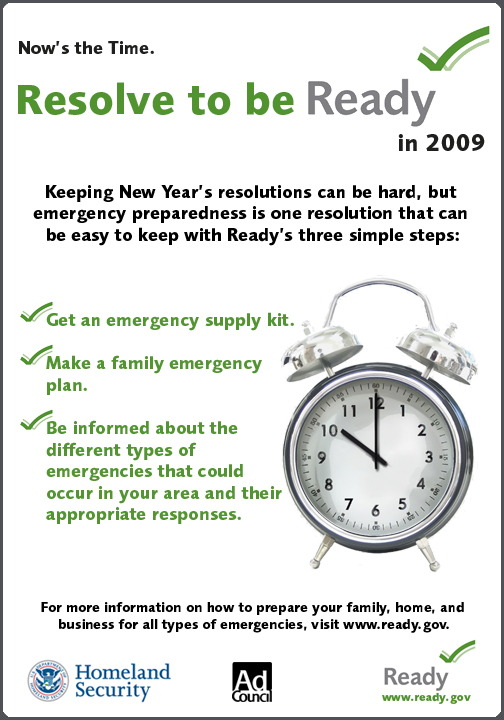 Now's the Time.
Resolve to be Ready
in 2009
Keeping New Year's resolutions can be hard, but
emergency preparedness is one resolution that can
be easy to keep with Ready's three simple steps:
Get an emergency supply kit.
Make a family emergency
plan.
Be informed about the
different types of
emergencies that could
occur in your area and their
appropriate responses.
12
1
2
3
4
5
6
7
8
9
10
11
For more information on how to prepare your family, home, and
business for all types of emergencies, visit www.ready.gov.
Homeland
Security
Ad
Council
Ready
www.ready.gov